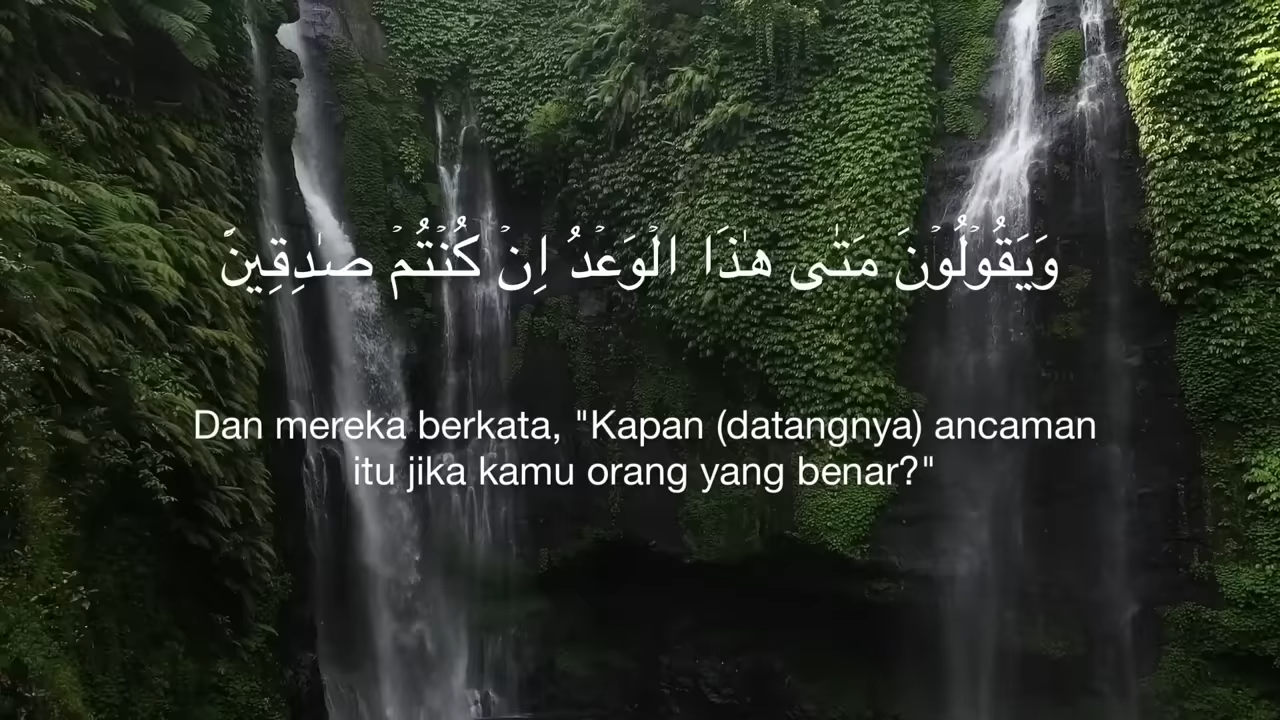 وَيَقُوْلُوْنَ مَتٰى هٰذَا الْوَعْدُ اِنْ كُنْتُمْ صٰدِقِيْنَ
Dan mereka berkata, "Kapan (datangnya) ancaman
itu jika kamu orang yang benar?"